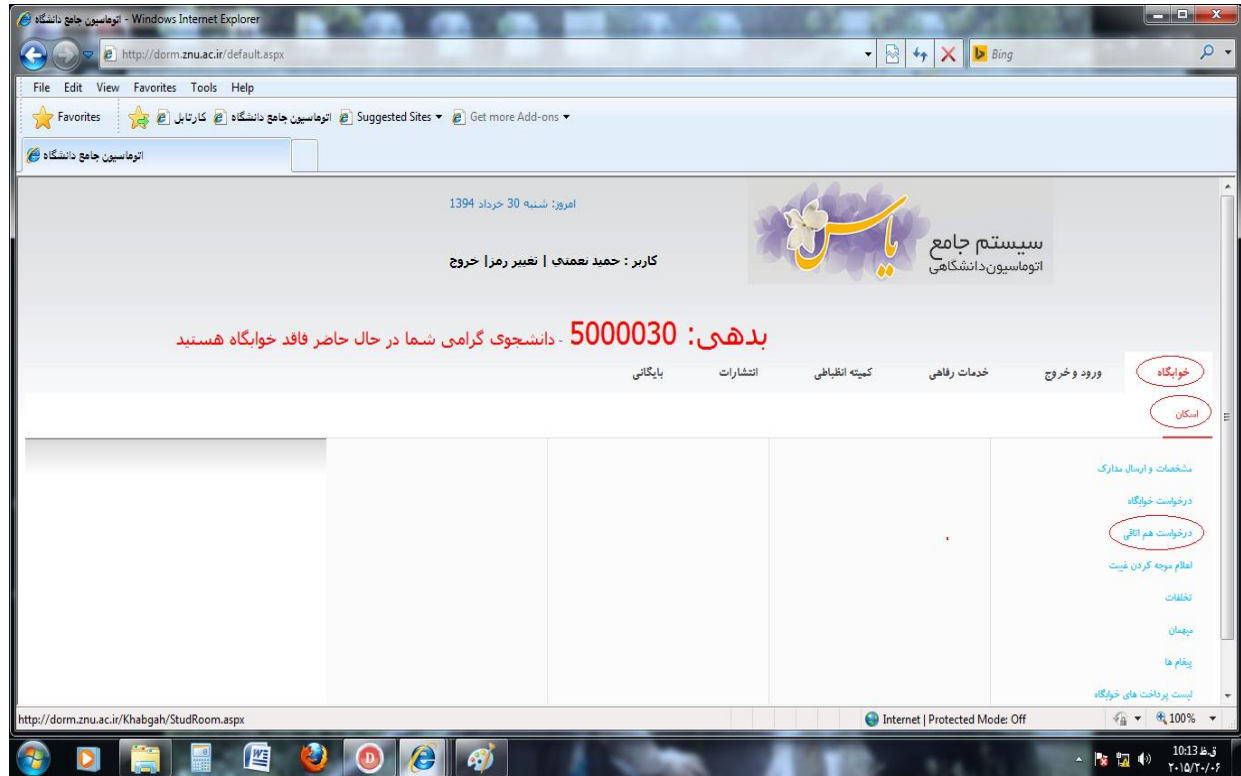 اتوماسیون جامع دانشگاه - Windows Internet Explorer
http://dorm.znu.ac.ir/default.aspx
Bing
File Edit View Favorites Tools Help
Favorites کارتابل اتوماسیون جامع دانشگاه Suggested Sites Get more Add-ons
اتوماسیون جامع دانشگاه
امروز: شنبه 30 خرداد 1394
یاس
سیستم جامع
اتوماسیون دانشگاهی
کاربر : حمید نعمتي | تغییر رمز| خروج
بدهی: 5000030 - دانشجوی گرامی شما در حال حاضر فاقد خوابگاه هستید
خوابگاه ورود و خروج خدمات رفاهی کمیته انظباطی انتشارات بایگانی
اسکان
مشخصات و ارسال مدارک
درخواست خوابگاه
درخواست هم اتاقی
اعلام موجه کردن غیبت
تخلفات
میهمان
پیغام ها
لیست پرداخت های خوابگاه
http://dorm.znu.ac.ir/Khabgah/StudRoom.aspx
Internet | Protected Mode: Off
100%
10:13 ق.ظ
۲۰۱۵/۲۰/۰۶